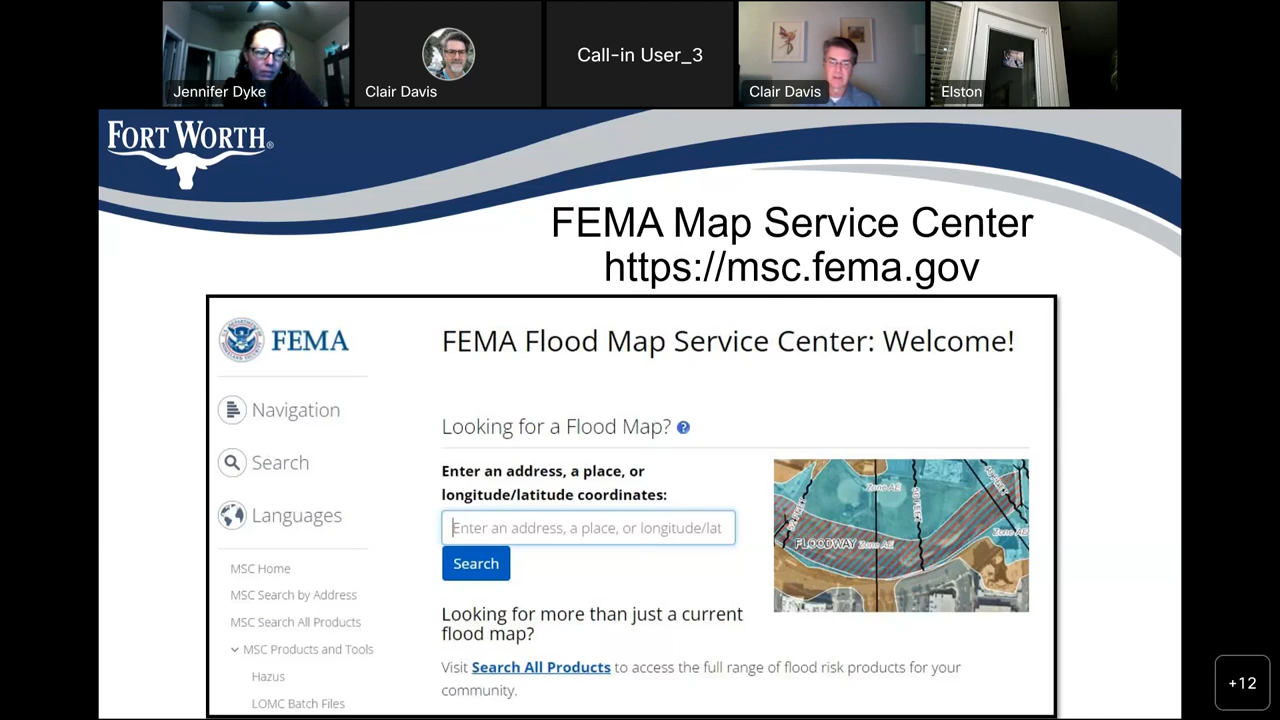 Jennifer Dyke
Clair Davis
Call-in User_3
Clair Davis
Elston
FORT WORTH®
FEMA Map Service Center
https://msc.fema.gov
FEMA
Navigation
Search
Languages
MSC Home
MSC Search by Address
MSC Search All Products
MSC Products and Tools
Hazus
LOMC Batch Files
FEMA Flood Map Service Center: Welcome!
Looking for a Flood Map? ?
Enter an address, a place, or
longitude/latitude coordinates:
Enter an address, a place, or longitude/lat
Search
Looking for more than just a current
flood map?
Visit Search All Products to access the full range of flood risk products for your
community.
Zone AE
FLOODWAY Zone AE
Zone AE
+12